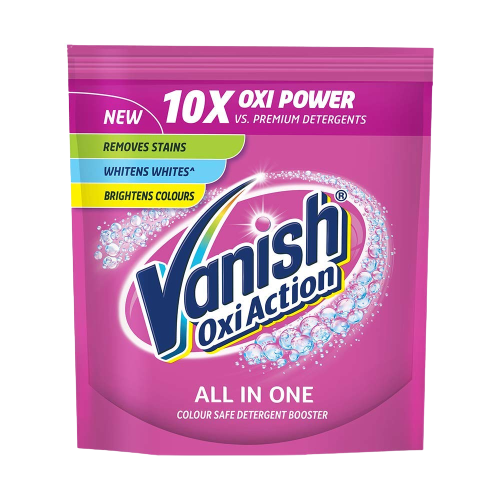 NEW
10X OXI POWER
VS. PREMIUM DETERGENTS
REMOVES STAINS
WHITENS WHITES^
BRIGHTENS COLOURS
Vanish®
Oxi Action
ALL IN ONE
COLOUR SAFE DETERGENT BOOSTER